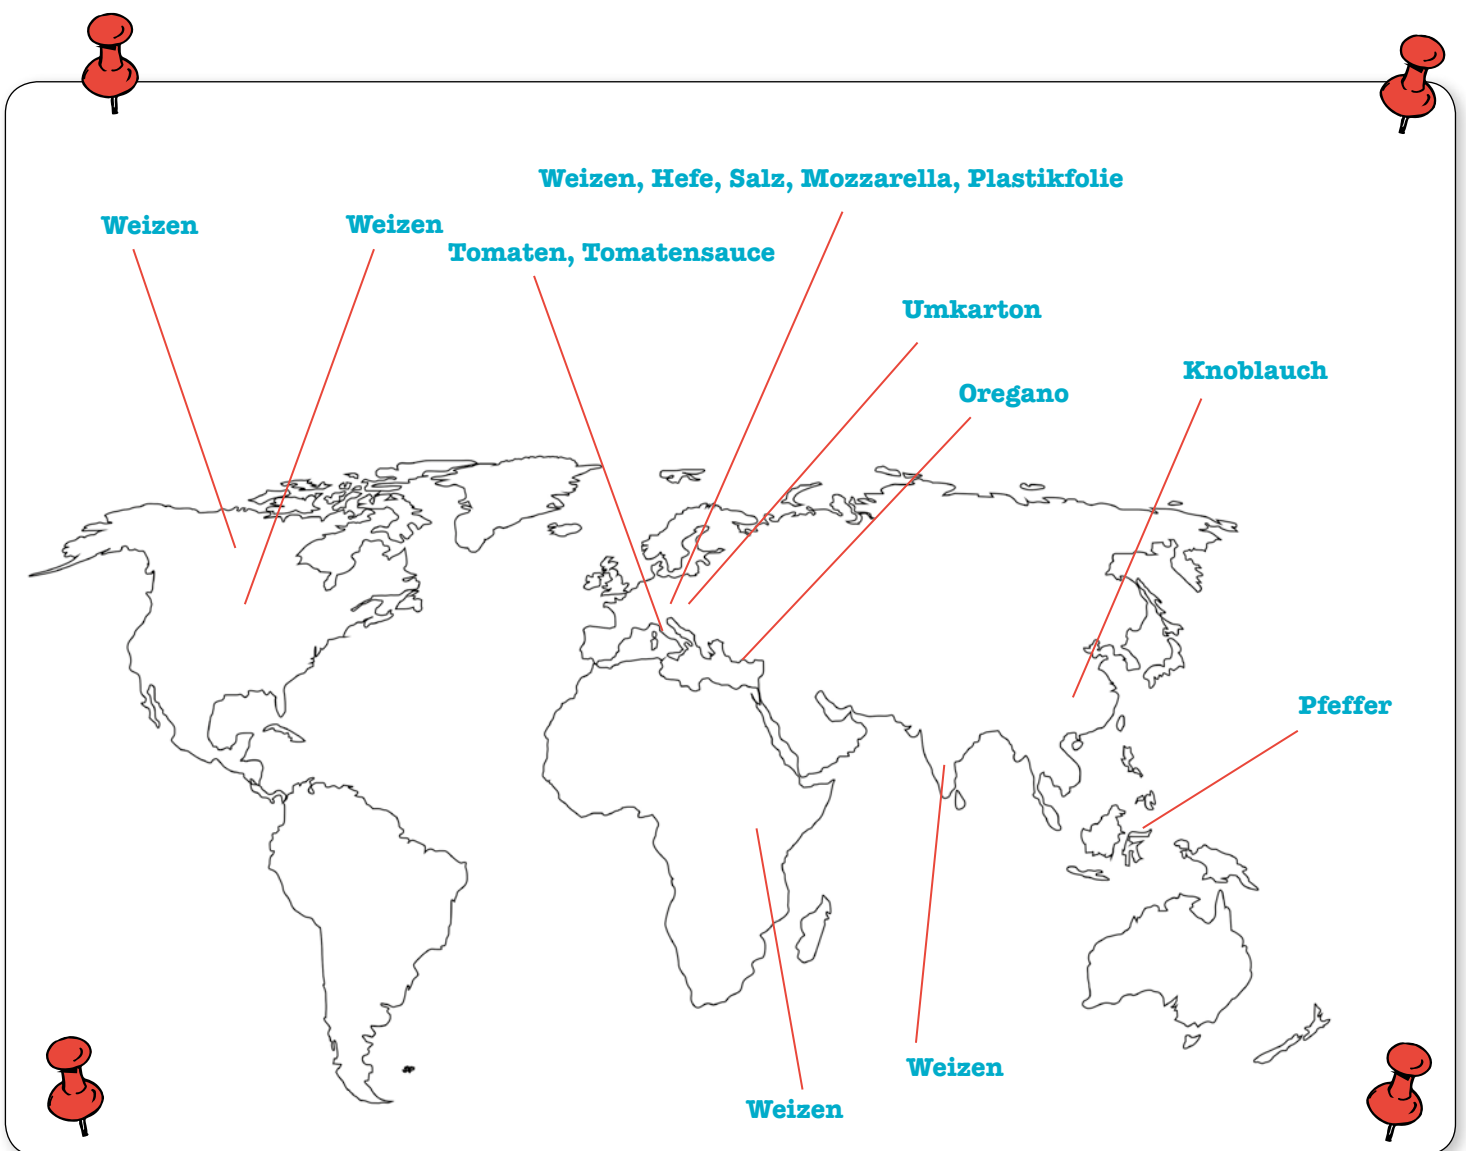 Weizen, Hefe, Salz, Mozzarella, Plastikfolie
Weizen
Weizen
Tomaten, Tomatensauce
Umkarton
Knoblauch
Oregano
Pfeffer
Weizen
Weizen